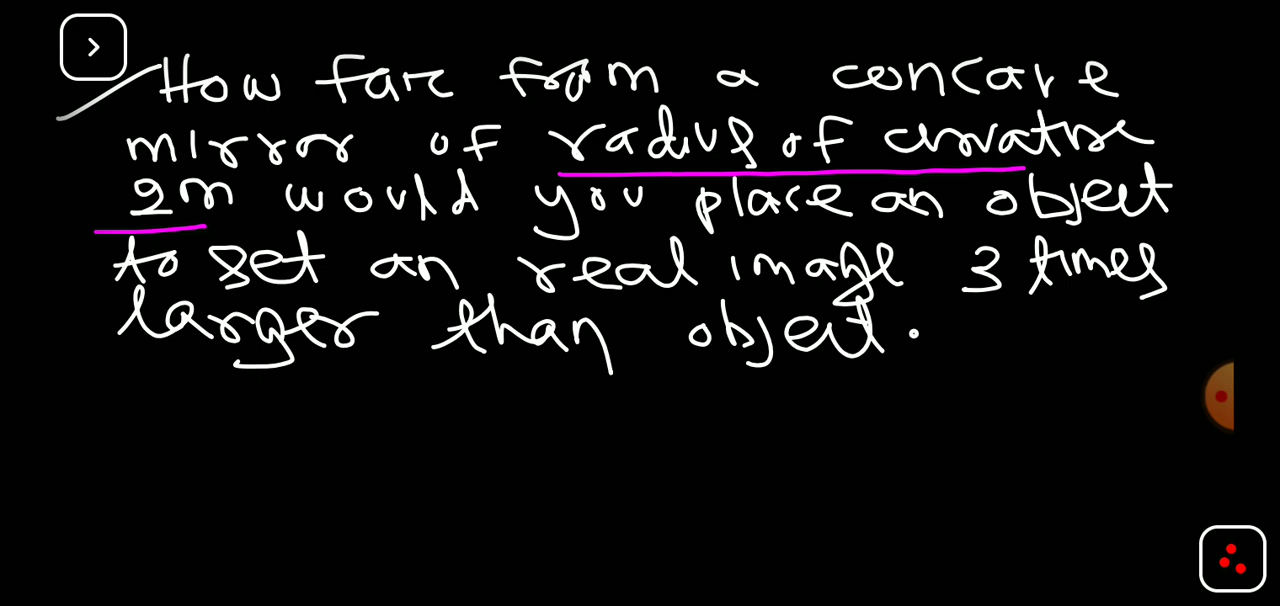 How far from a concave
mirror of radius of curvatre
2m would you place an object
to get an real image 3 times
larger than object.